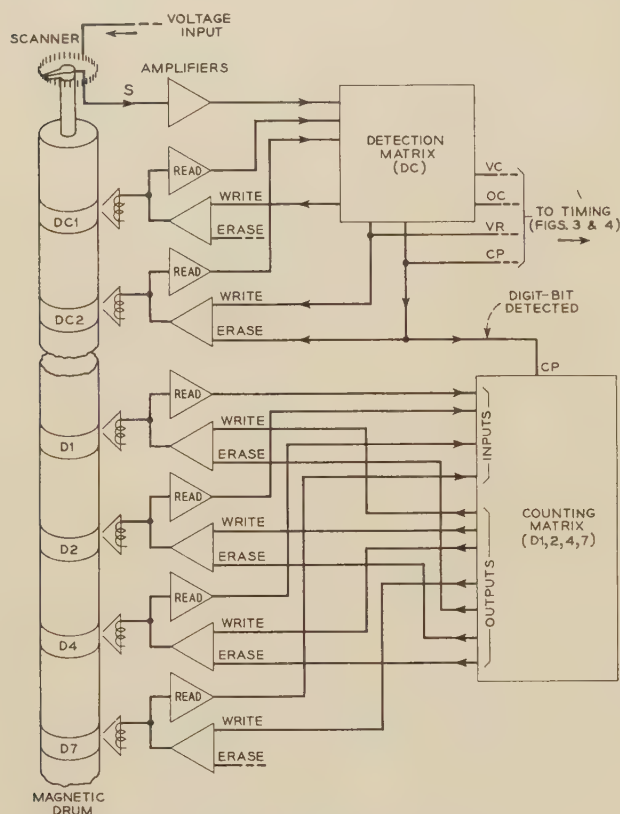 VOLTAGE
INPUT
SCANNER
AMPLIFIERS
S
DETECTION
MATRIX
(DC)
READ
VC
OC
TO TIMING
(FIGS. 3 & 4)
VR
CP
DC1
WRITE
ERASE
READ
DC2
WRITE
ERASE
DIGIT-BIT
DETECTED
CP
READ
D1
WRITE
ERASE
INPUTS
READ
D2
WRITE
ERASE
COUNTING
MATRIX
(D1,2,4,7)
OUTPUTS
READ
D4
WRITE
ERASE
READ
D7
WRITE
ERASE
MAGNETIC
DRUM